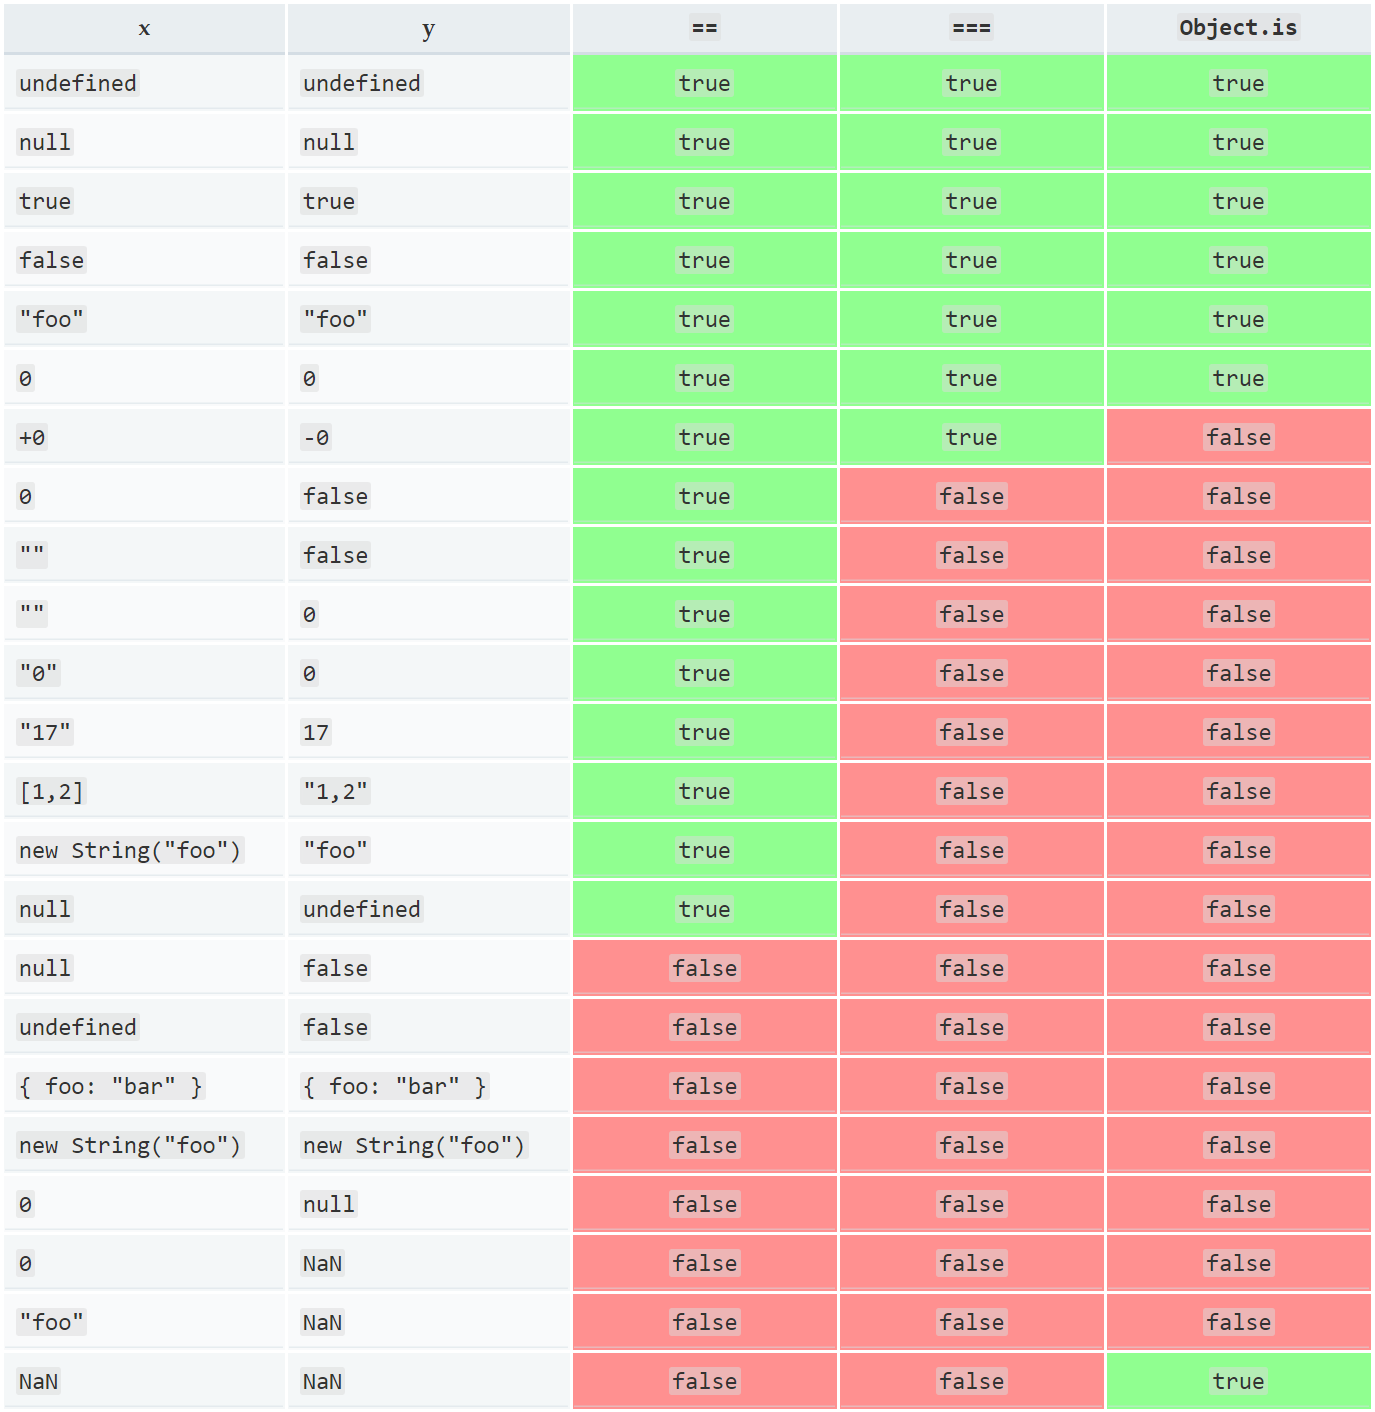 x y == === Object.is
undefined undefined true true true
null null true true true
true true true true true
false false true true true
"foo" "foo" true true true
0 0 true true true
+0 -0 true true false
0 false true false false
"" false true false false
"" 0 true false false
"0" 0 true false false
"17" 17 true false false
[1,2] "1,2" true false false
new String("foo") "foo" true false false
null undefined true false false
null false false false false
undefined false false false false
{ foo: "bar" } { foo: "bar" } false false false
new String("foo") new String("foo") false false false
0 null false false false
0 NaN false false false
"foo" NaN false false false
NaN NaN false false true